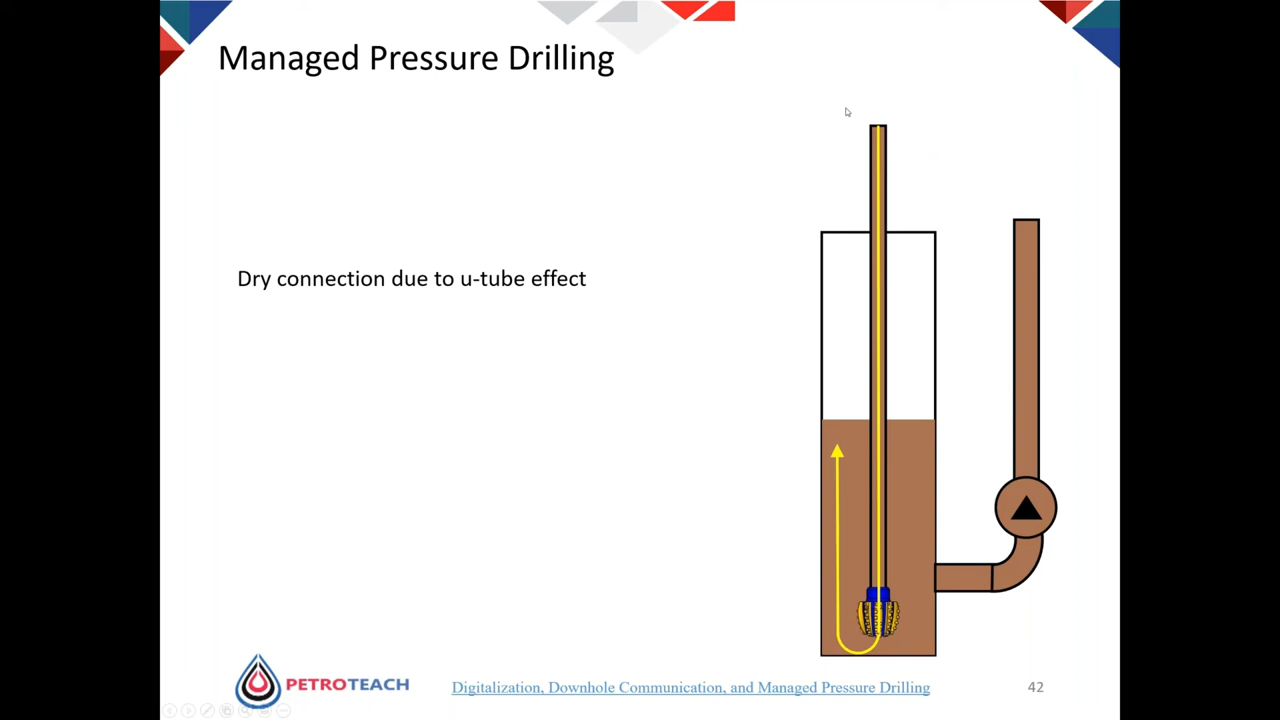 Managed Pressure Drilling
Dry connection due to u-tube effect
PETROTEACH
Digitalization, Downhole Communication, and Managed Pressure Drilling
42